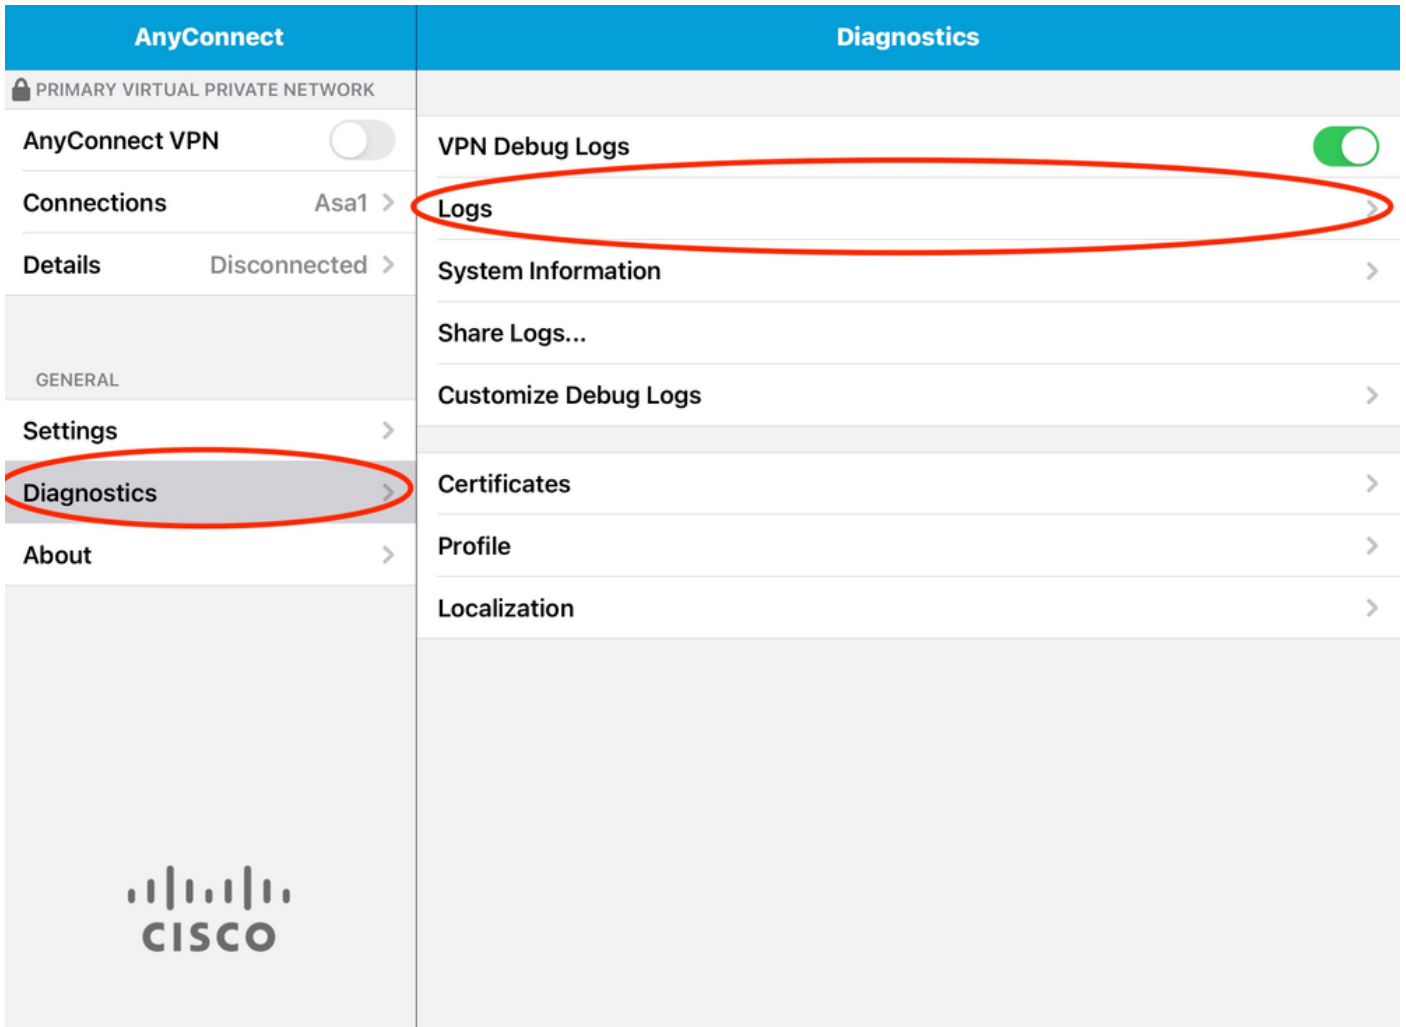 AnyConnect
PRIMARY VIRTUAL PRIVATE NETWORK
AnyConnect VPN
Connections Asa1
Details Disconnected
GENERAL
Settings
Diagnostics
About
CISCO
Diagnostics
VPN Debug Logs
Logs
System Information
Share Logs...
Customize Debug Logs
Certificates
Profile
Localization